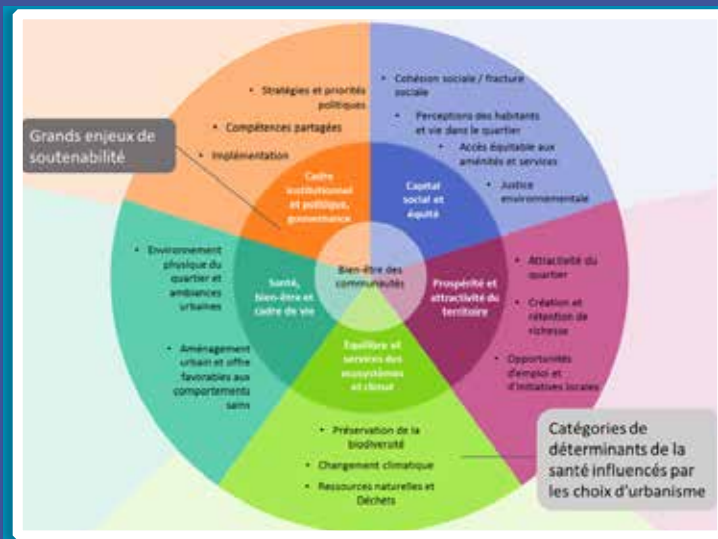 • Stratégies et priorités
politiques
• Compétences partagées
• Implémentation
• Cohésion sociale / fracture
sociale
• Perceptions des habitants
et vie dans le quartier
• Accès équitable aux
aménités et services
• Justice
environnementale
Grands enjeux de
soutenabilité
Cadre
institutionnel
et politique,
gouvernance
Capital
social et
équité
• Environnement
physique du
quartier et
ambiances
urbaines
• Aménagement
urbain et offre
favorables aux
comportements
sains
Santé,
bien-être et
cadre de vie
Bien-être des
communautés
Prospérité et
attractivité du
territoire
• Attractivité du
quartier
• Création et
rétention de
richesse
• Opportunités
d'emploi et
d'initiatives locales
Equilibre et
services des
ecosystèmes
et climat
• Préservation de la
biodiversité
• Changement climatique
• Ressources naturelles et
Déchets
Catégories de
déterminants de la
santé influencés par
les choix d'urbanisme